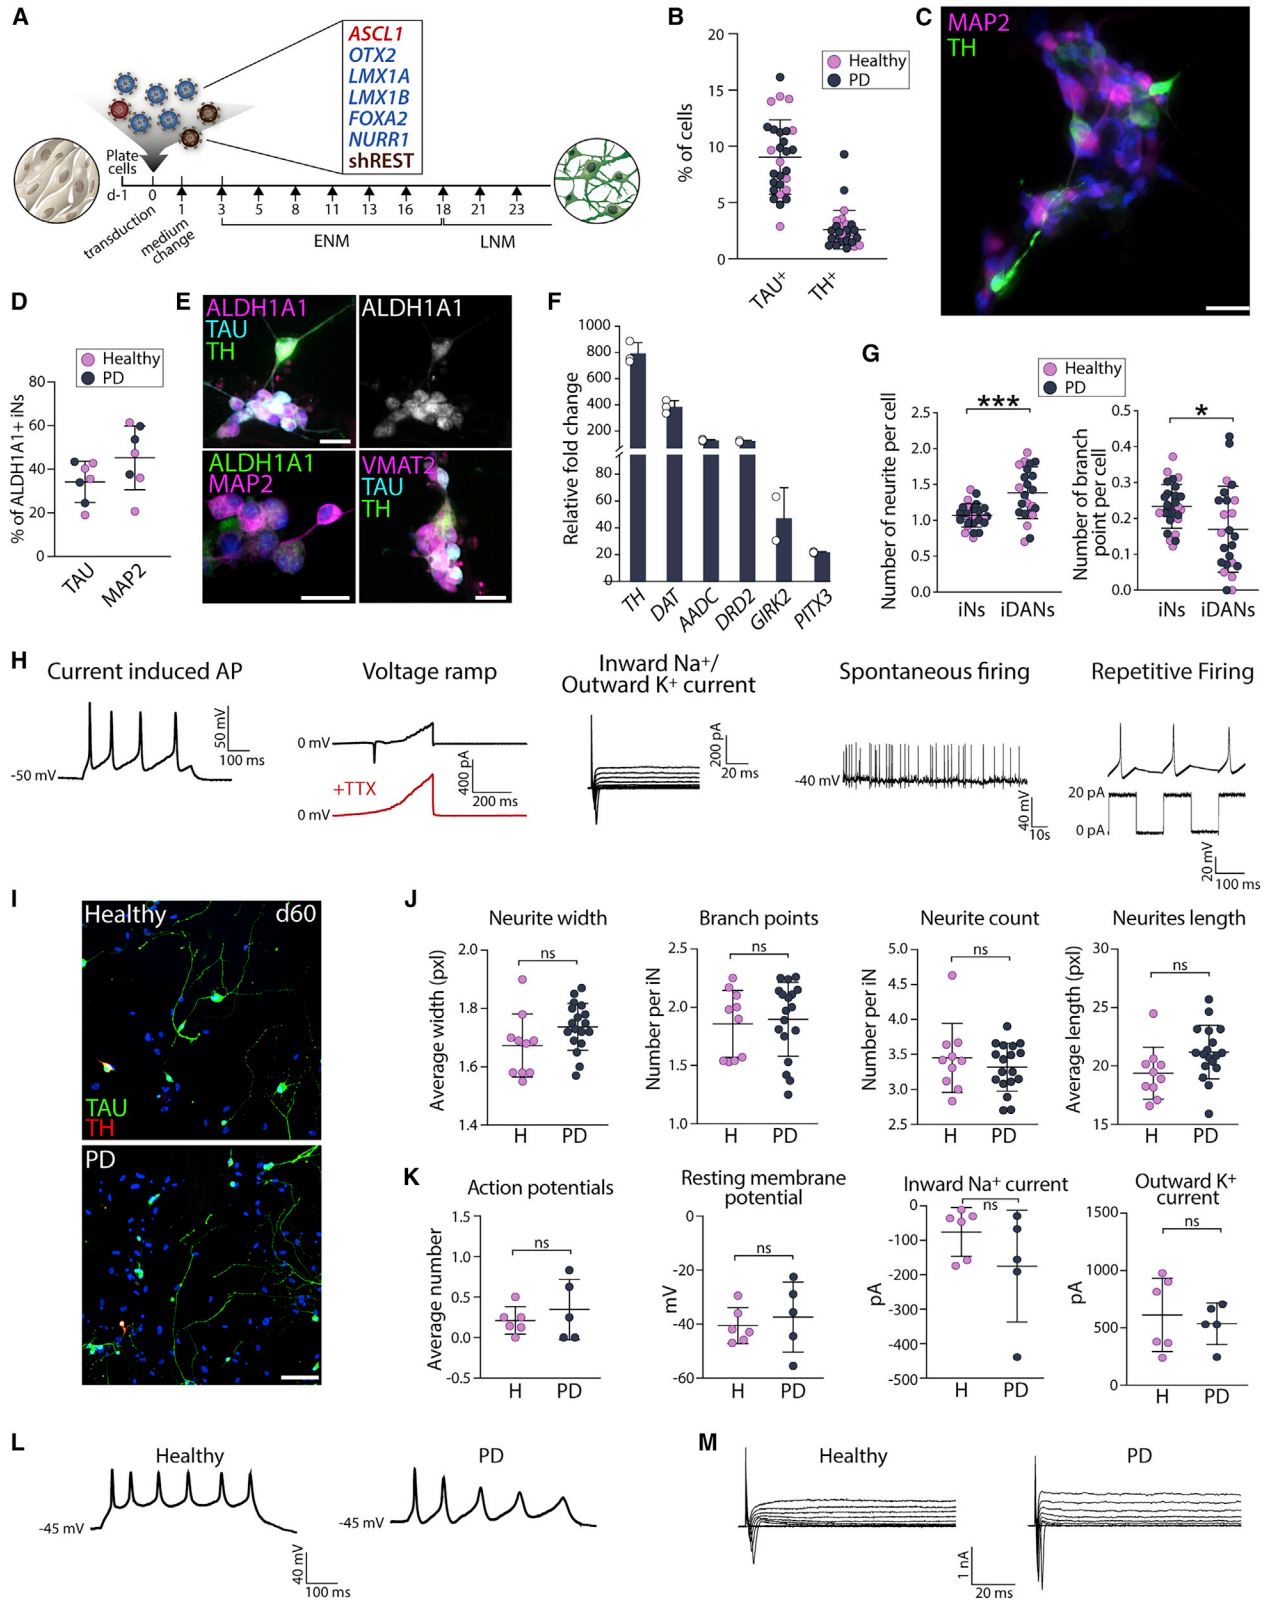 A
ASCL1
OTX2
LMX1A
LMX1B
FOXA2
NURR1
shREST
Plate
cells
d-1 0 1 3 5 8 11 13 16 18 21 23
transduction
medium
change
ENM
LNM
B
% of cells
20
15
10
5
0
Healthy
PD
TAU+
TH+
C
MAP2
TH
D
Healthy
PD
% of ALDH1A1+ iNs
80
60
40
20
0
TAU
MAP2
E
ALDH1A1
TAU
TH
ALDH1A1
ALDH1A1
MAP2
VMAT2
TAU
TH
F
Relative fold change
1000
800
600
400
200
80
60
40
20
0
TH
DAT
AADC
DRD2
GIRK2
PITX3
G
Healthy
PD
Number of neurite per cell
2.5
2.0
1.5
1.0
0.5
0.0
***
iNs
iDANs
Number of branch
point per cell
0.5
0.4
0.3
0.2
0.1
0.0
*
iNs
iDANs
H
Current induced AP
-50 mV
50 mV
100 ms
Voltage ramp
0 mV
+TTX
0 mV
400 pA
200 ms
Inward Na+/
Outward K+ current
200 pA
20 ms
Spontaneous firing
-40 mV
40 mV
10s
Repetitive Firing
20 pA
0 pA
20 mV
100 ms
I
Healthy
d60
TAU
TH
PD
J
Neurite width
Average width (pxl)
2.0
1.8
1.6
1.4
ns
H
PD
Branch points
Number per iN
2.5
2.0
1.5
1.0
ns
H
PD
Neurite count
Number per iN
5.0
4.5
4.0
3.5
3.0
2.5
ns
H
PD
Neurites length
Average length (pxl)
30
25
20
15
ns
H
PD
K
Action potentials
Average number
1.5
1.0
0.5
0.0
-0.5
ns
H
PD
Resting membrane
potential
mV
0
-20
-40
-60
ns
H
PD
Inward Na+ current
pA
0
-100
-200
-300
-400
-500
ns
H
PD
Outward K+
current
pA
1500
1000
500
0
ns
H
PD
L
Healthy
-45 mV
40 mV
100 ms
PD
-45 mV
M
Healthy
1 nA
20 ms
PD